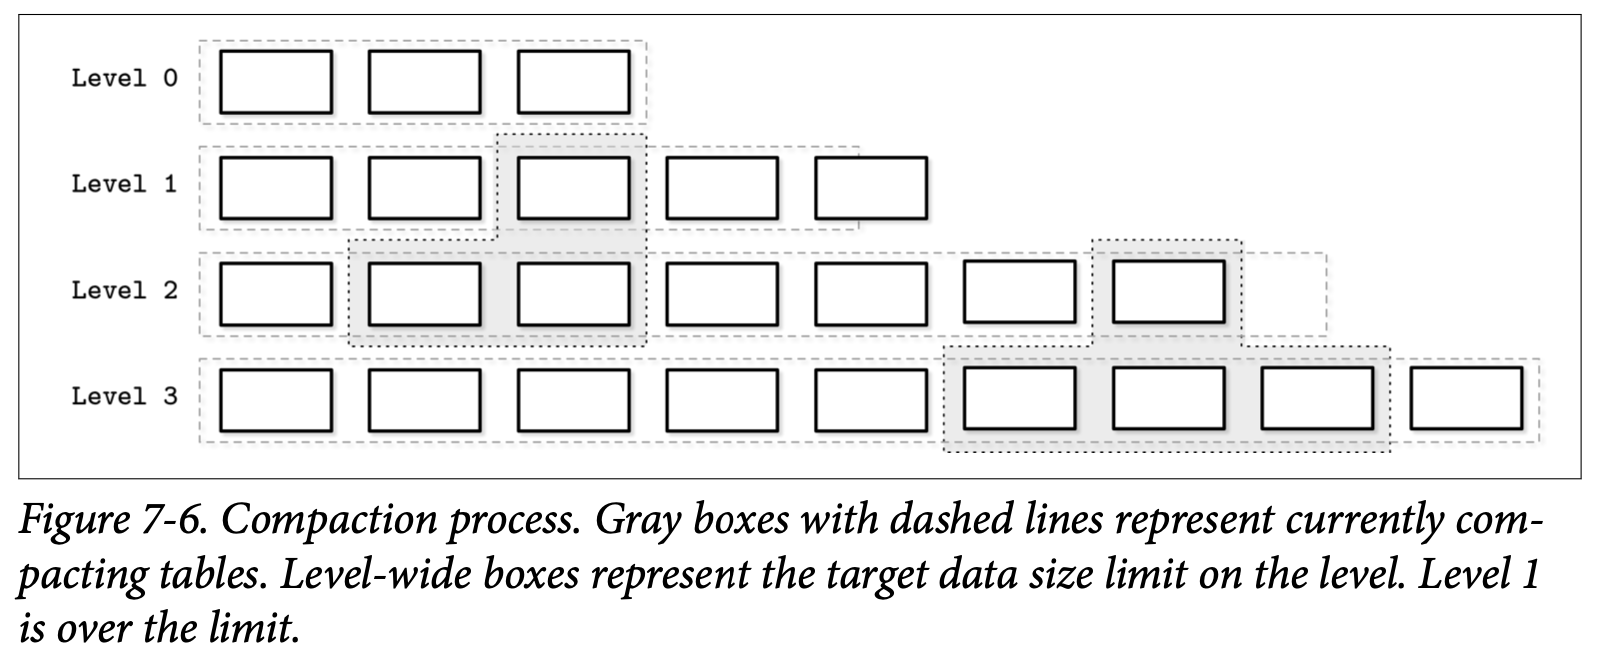 Level 0
Level 1
Level 2
Level 3
Figure 7-6. Compaction process. Gray boxes with dashed lines represent currently com-
pacting tables. Level-wide boxes represent the target data size limit on the level. Level 1
is over the limit.